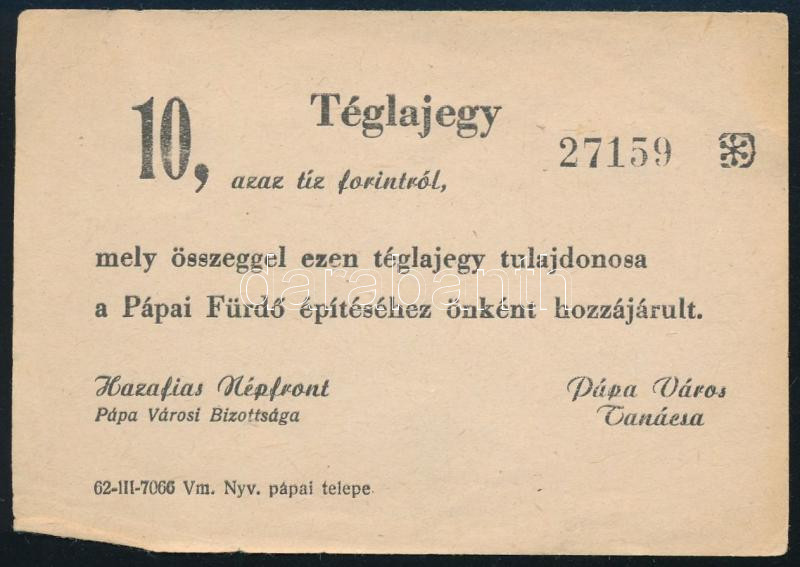 10, Téglajegy
27159
azaz tíz forintról,
mely összeggel ezen téglajegy tulajdonosa
a Pápai Fürdő építéséhez önként hozzájárult.
Hazafias Népfront
Pápa Városi Bizottsága
Pápa Város
Tanácsa
62-III-7066 Vm. Nyv. pápai telepe
darabanth